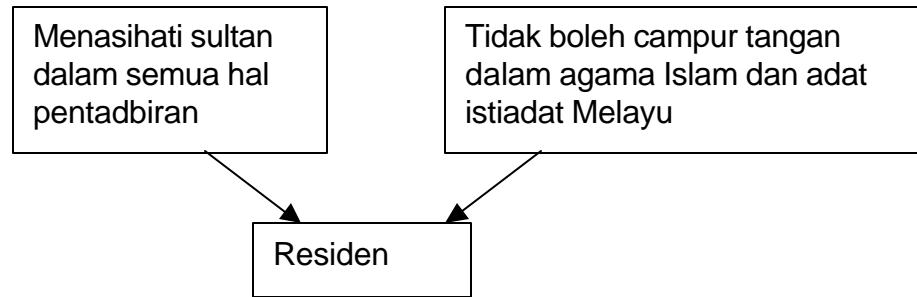 Menasihati sultan
dalam semua hal
pentadbiran
Tidak boleh campur tangan
dalam agama Islam dan adat
istiadat Melayu
Residen